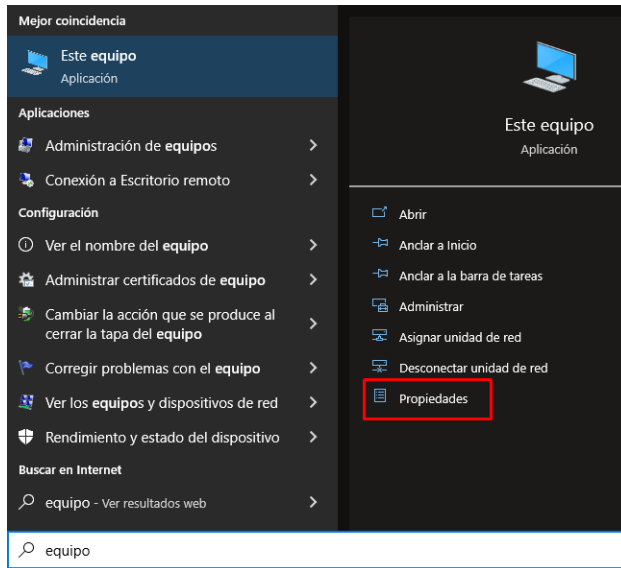 Mejor coincidencia
Este equipo
Aplicación
Aplicaciones
Administración de equipos
Conexión a Escritorio remoto
Configuración
Ver el nombre del equipo
Administrar certificados de equipo
Cambiar la acción que se produce al
cerrar la tapa del equipo
Corregir problemas con el equipo
Ver los equipos y dispositivos de red
Rendimiento y estado del dispositivo
Buscar en Internet
equipo - Ver resultados web
equipo
Este equipo
Aplicación
Abrir
Anclar a Inicio
Anclar a la barra de tareas
Administrar
Asignar unidad de red
Desconectar unidad de red
Propiedades